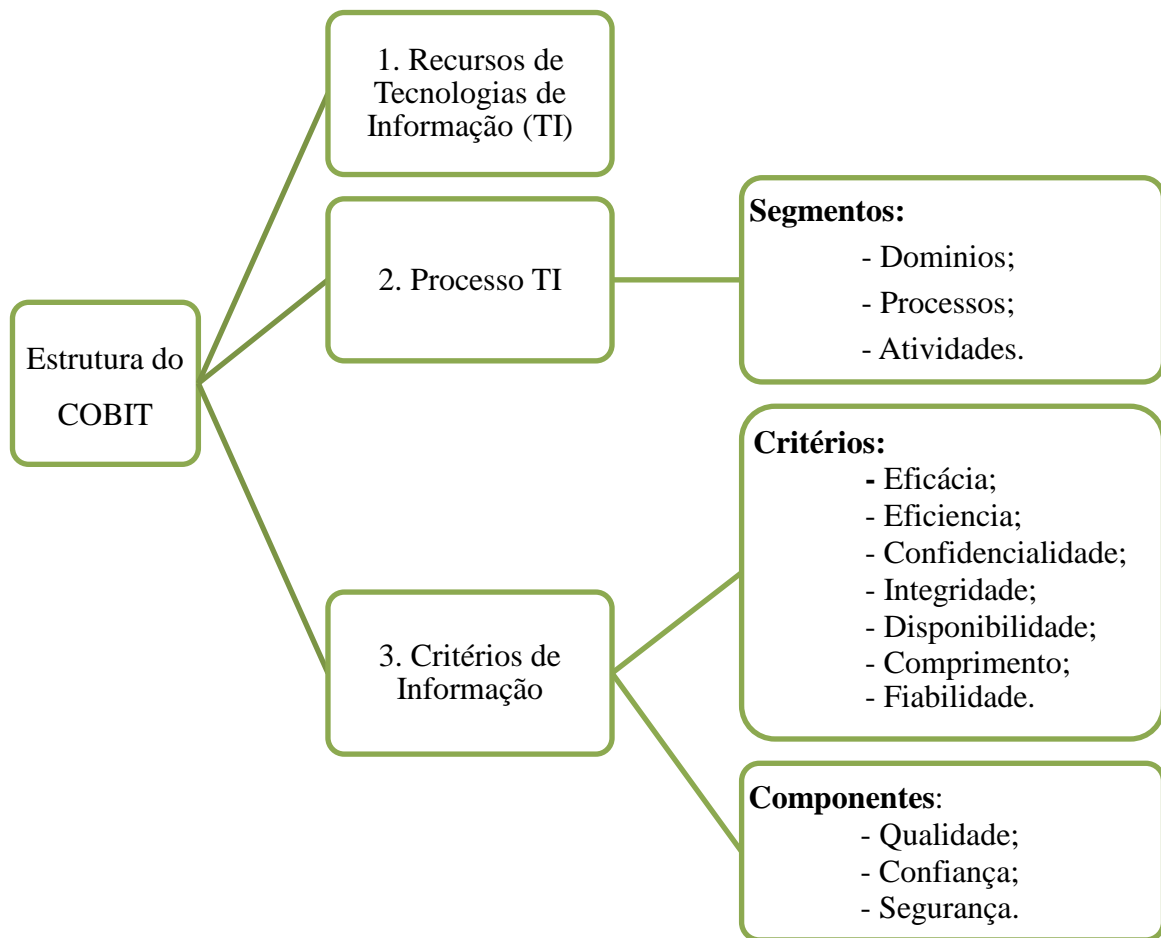 Estrutura do
COBIT
1. Recursos de
Tecnologias de
Informação (TI)
2. Processo TI
Segmentos:
- Dominios;
- Processos;
- Atividades.
3. Critérios de
Informação
Critérios:
- Eficácia;
- Eficiencia;
- Confidencialidade;
- Integridade;
- Disponibilidade;
- Comprimento;
- Fiabilidade.
Componentes:
- Qualidade;
- Confiança;
- Segurança.